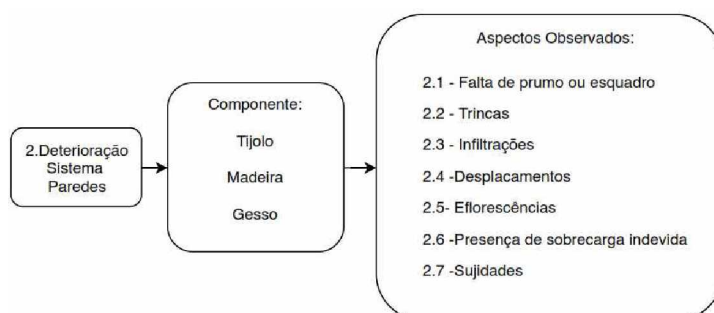 2.Deterioração
Sistema
Paredes
Componente:
Tijolo
Madeira
Gesso
Aspectos Observados:
2.1 - Falta de prumo ou esquadro
2.2 - Trincas
2.3 - Infiltrações
2.4 -Desplacamentos
2.5- Eflorescências
2.6 -Presença de sobrecarga indevida
2.7 -Sujidades